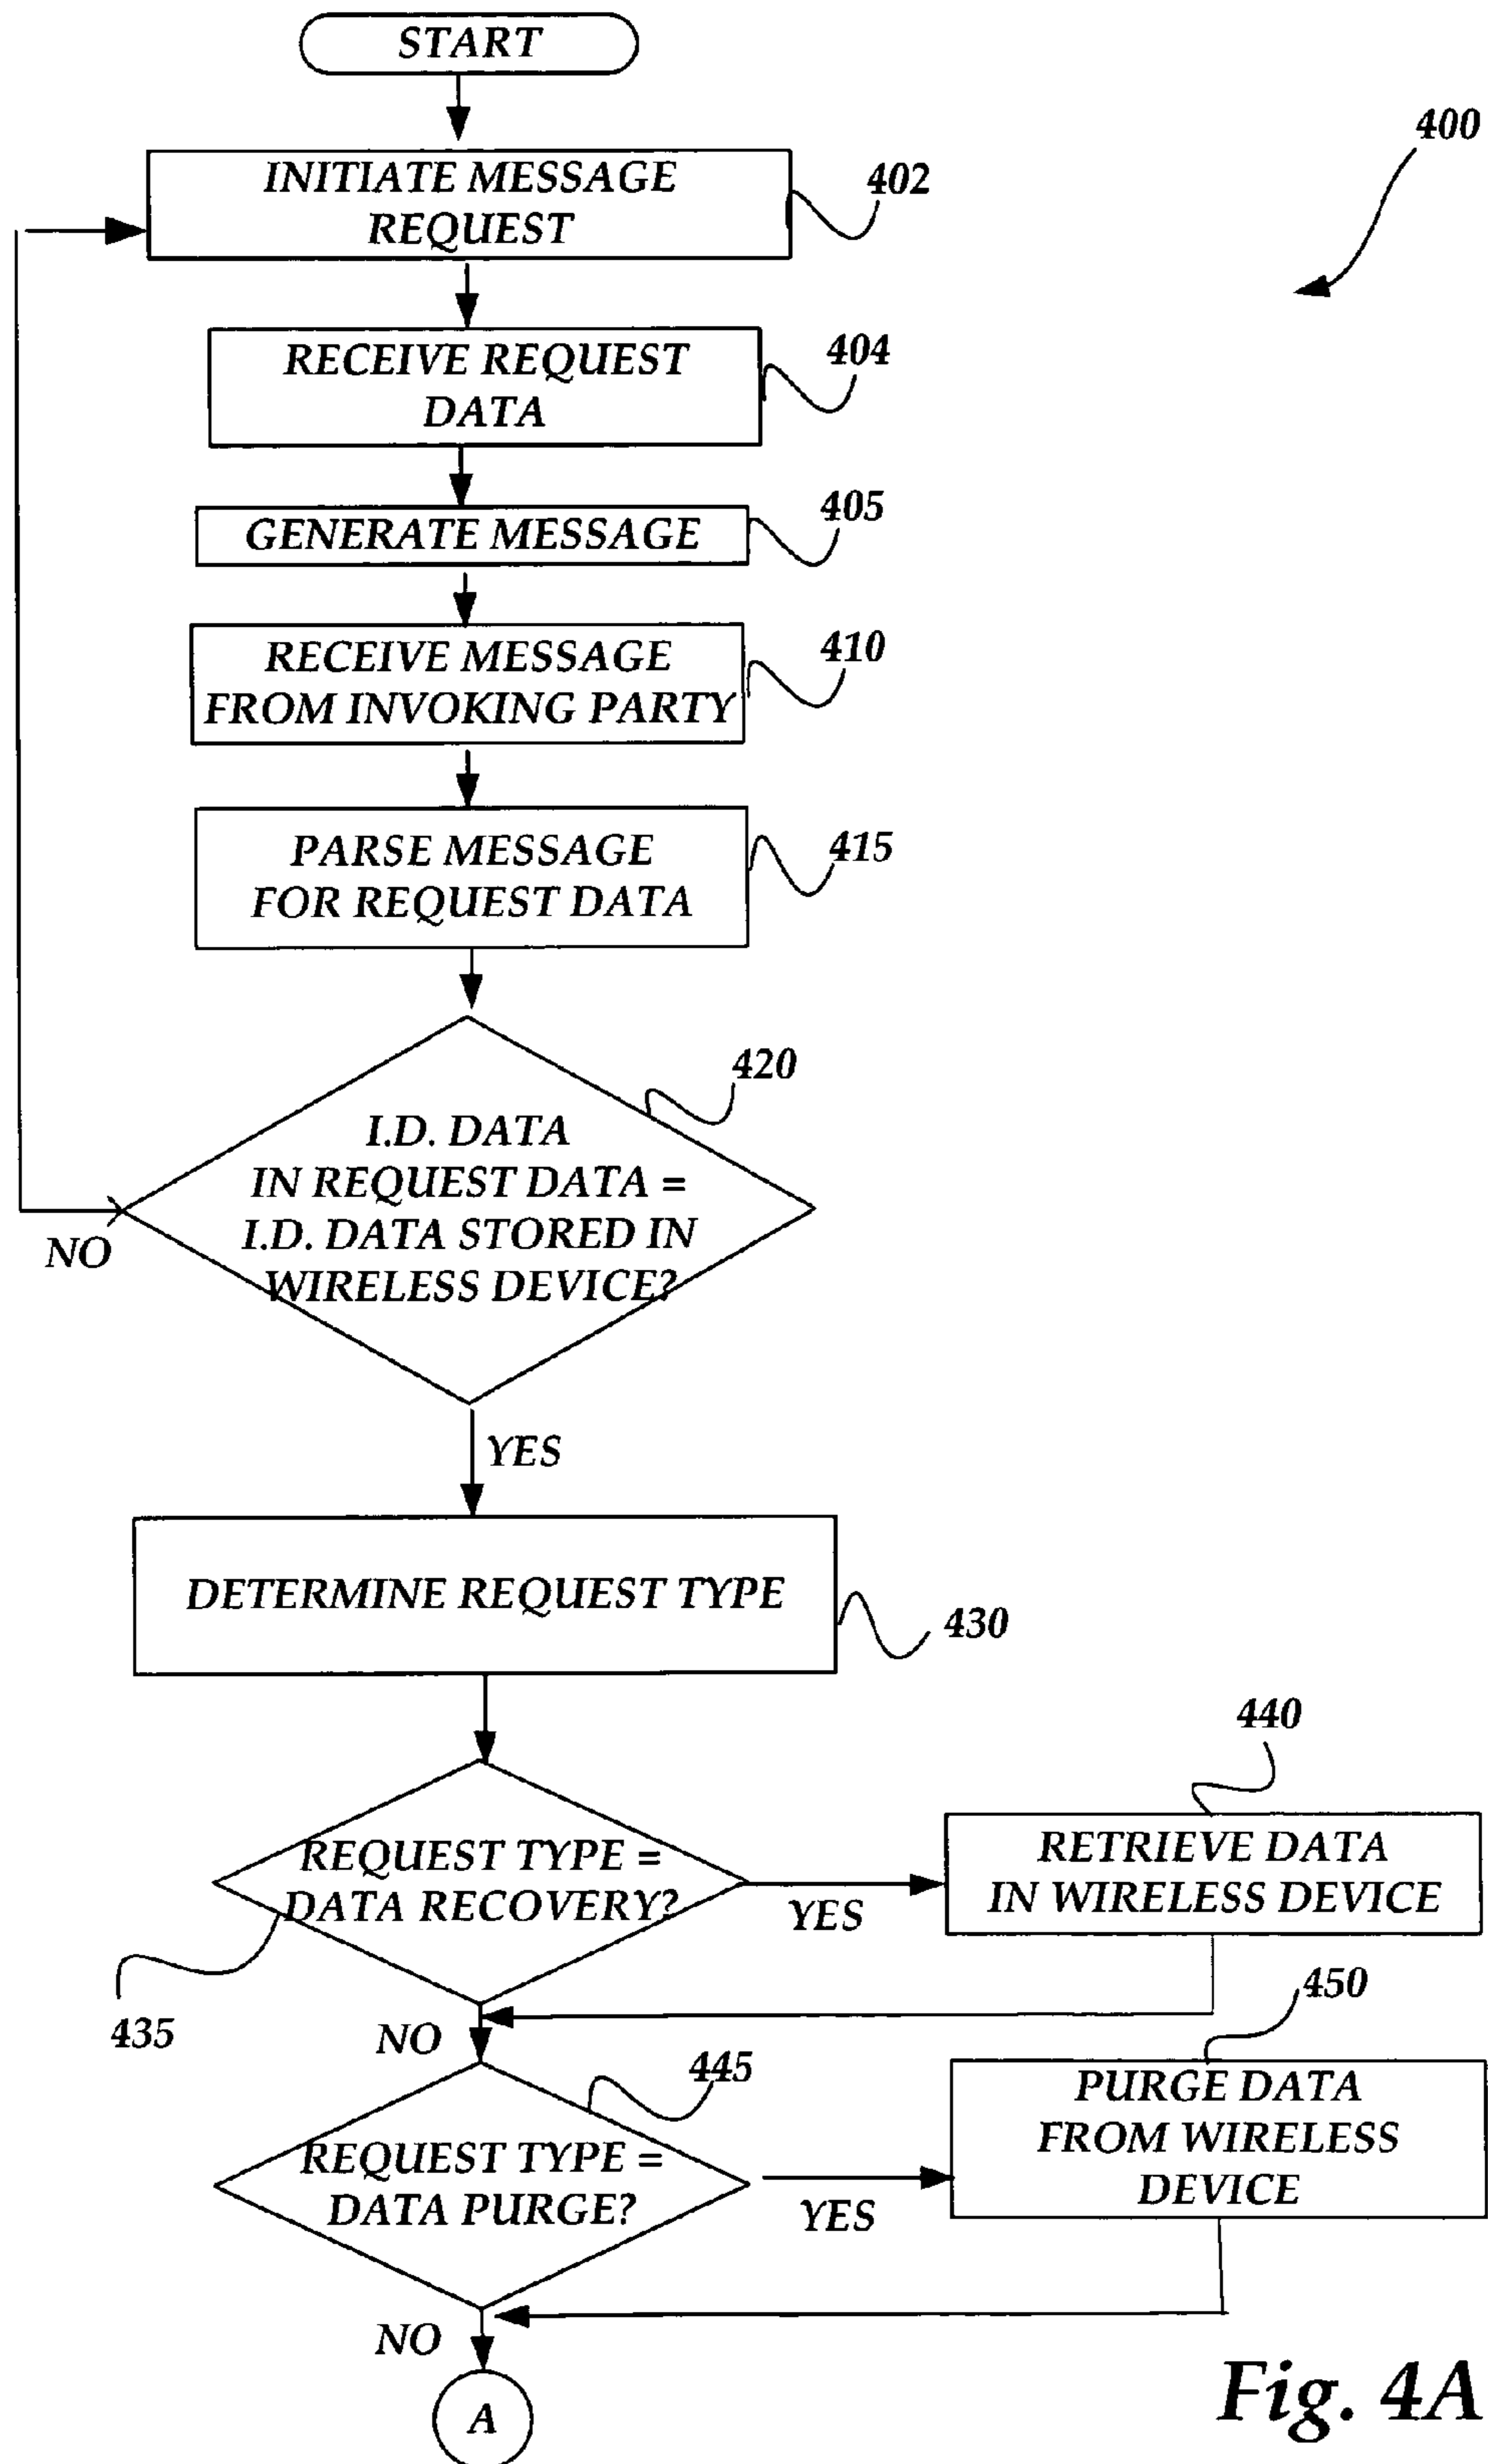 START
400
INITIATE MESSAGE
REQUEST
402
RECEIVE REQUEST
DATA
404
GENERATE MESSAGE
405
RECEIVE MESSAGE
FROM INVOKING PARTY
410
PARSE MESSAGE
FOR REQUEST DATA
415
420
I.D. DATA
IN REQUEST DATA =
I.D. DATA STORED IN
WIRELESS DEVICE?
NO
YES
DETERMINE REQUEST TYPE
430
REQUEST TYPE =
DATA RECOVERY?
435
YES
440
RETRIEVE DATA
IN WIRELESS DEVICE
NO
445
REQUEST TYPE =
DATA PURGE?
YES
450
PURGE DATA
FROM WIRELESS
DEVICE
NO
A
Fig. 4A